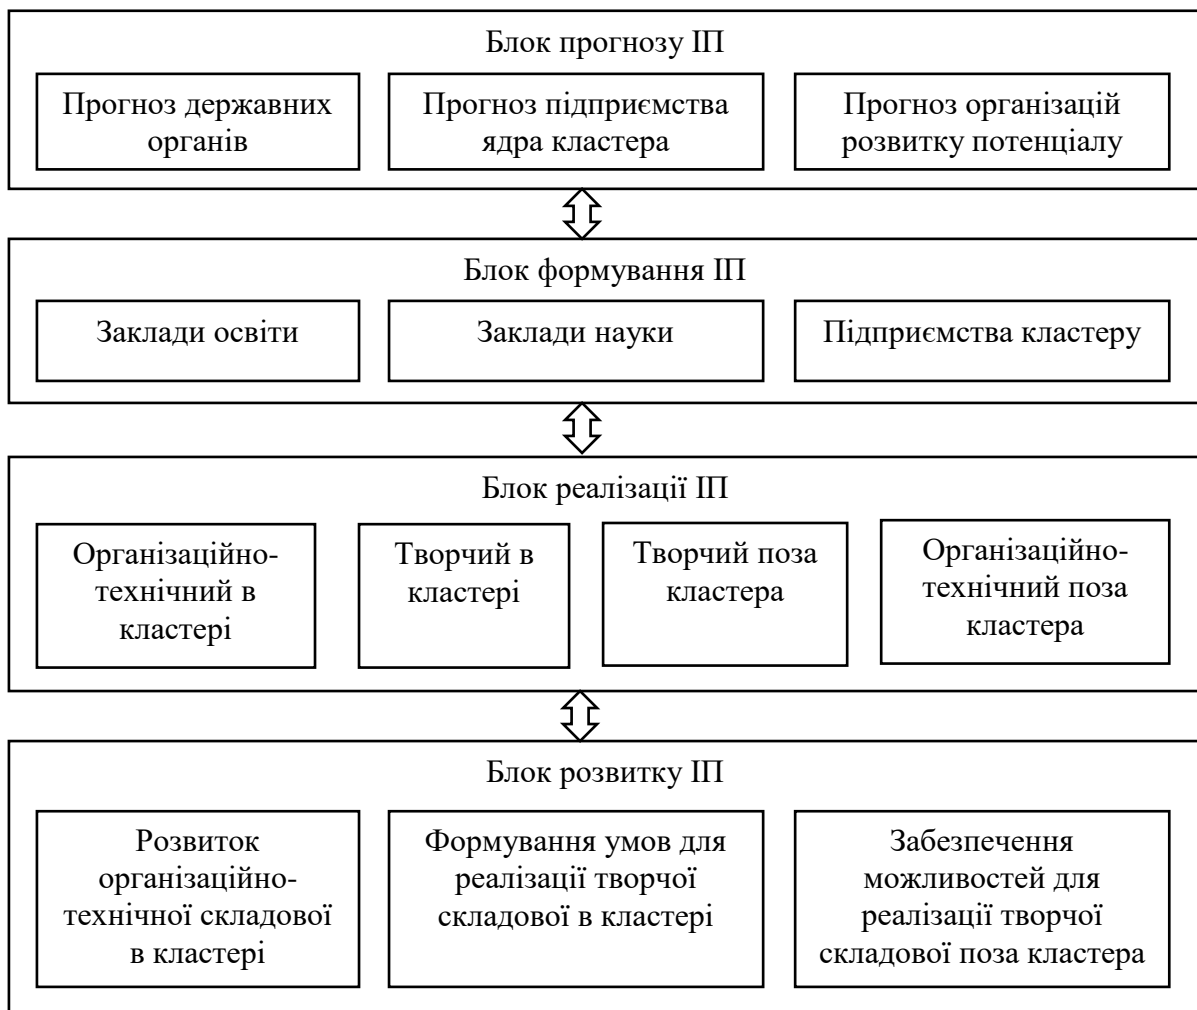 Блок прогнозу ІП
Прогноз державних
органів
Прогноз підприємства
ядра кластера
Прогноз організацій
розвитку потенціалу
Блок формування ІП
Заклади освіти
Заклади науки
Підприємства кластеру
Блок реалізації ІП
Організаційно-
технічний в
кластері
Творчий в
кластері
Творчий поза
кластера
Організаційно-
технічний поза
кластера
Блок розвитку ІП
Розвиток
організаційно-
технічної складової
в кластері
Формування умов для
реалізації творчої
складової в кластері
Забезпечення
можливостей для
реалізації творчої
складової поза кластера